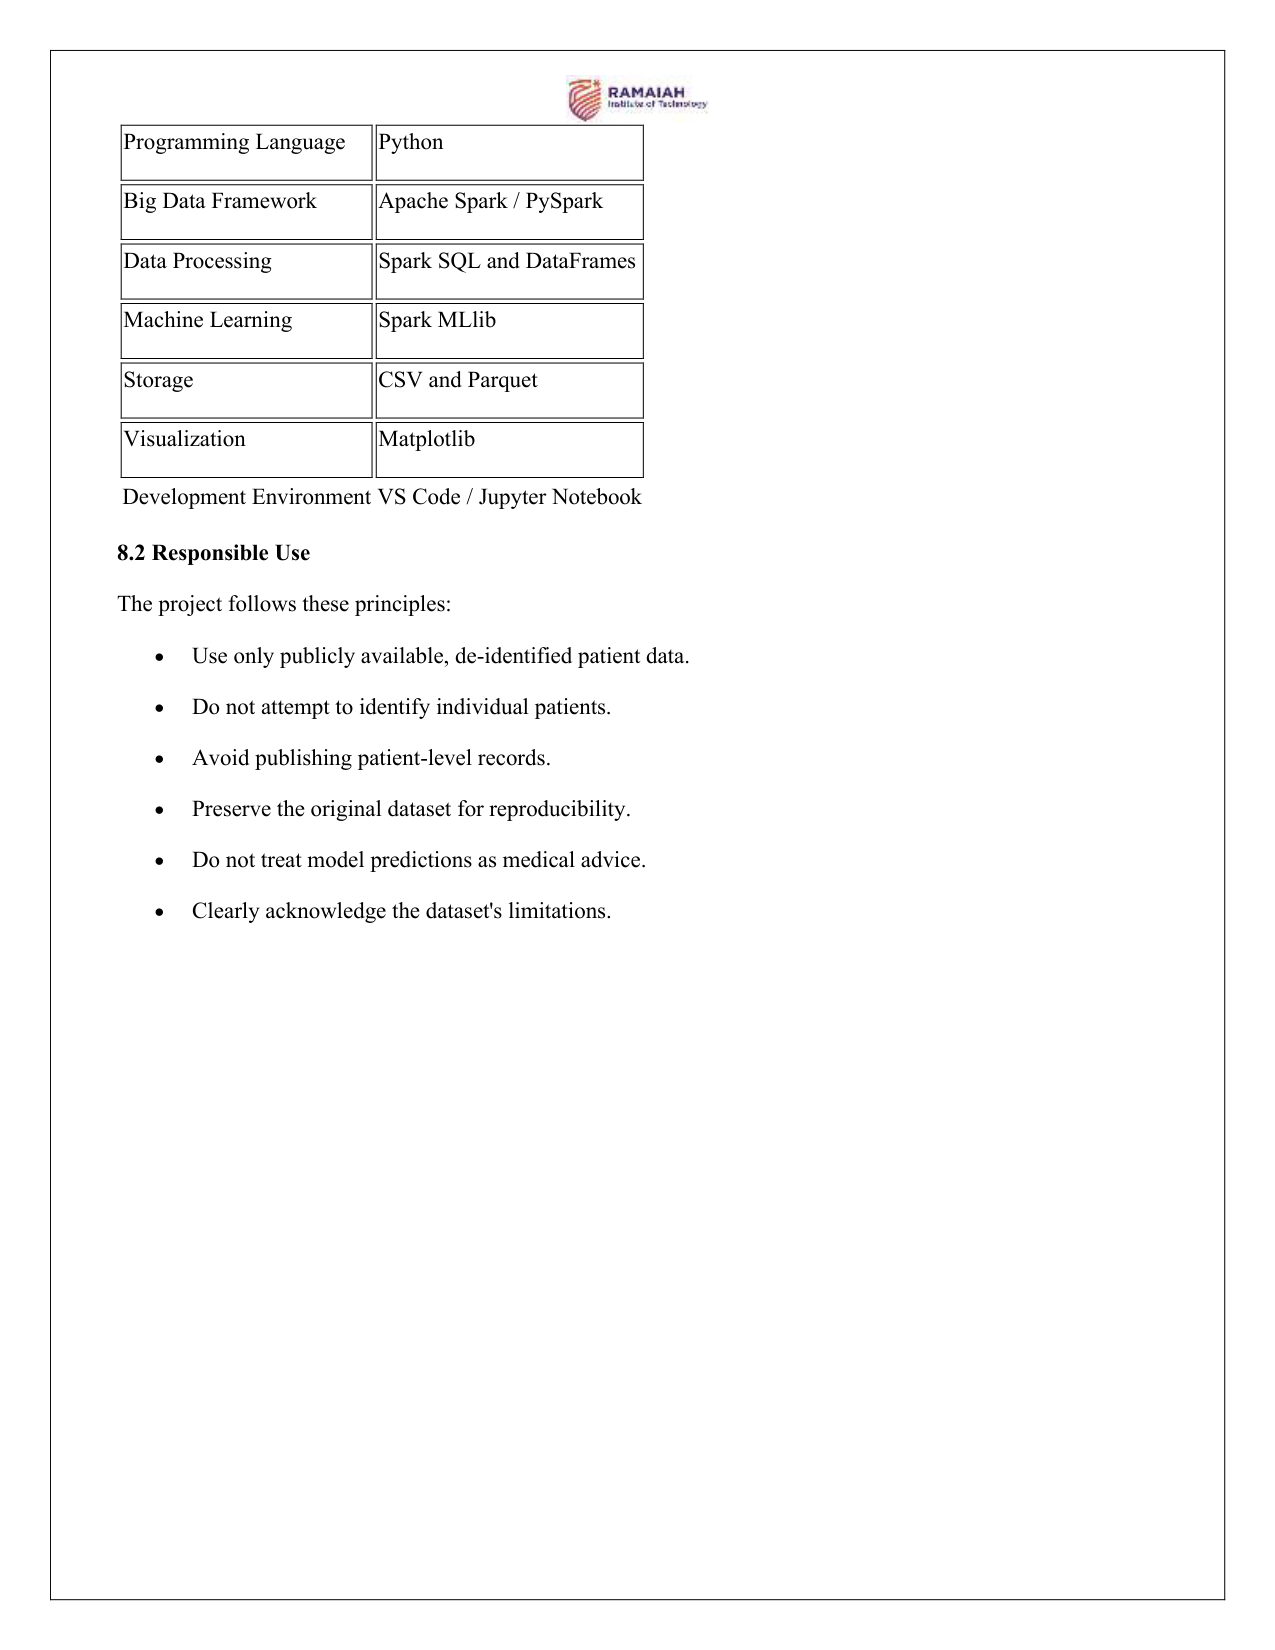 RAMAIAH
Institute of Technology
Programming Language Python
Big Data Framework Apache Spark / PySpark
Data Processing Spark SQL and DataFrames
Machine Learning Spark MLlib
Storage CSV and Parquet
Visualization Matplotlib
Development Environment VS Code / Jupyter Notebook
8.2 Responsible Use
The project follows these principles:
• Use only publicly available, de-identified patient data.
• Do not attempt to identify individual patients.
• Avoid publishing patient-level records.
• Preserve the original dataset for reproducibility.
• Do not treat model predictions as medical advice.
• Clearly acknowledge the dataset's limitations.